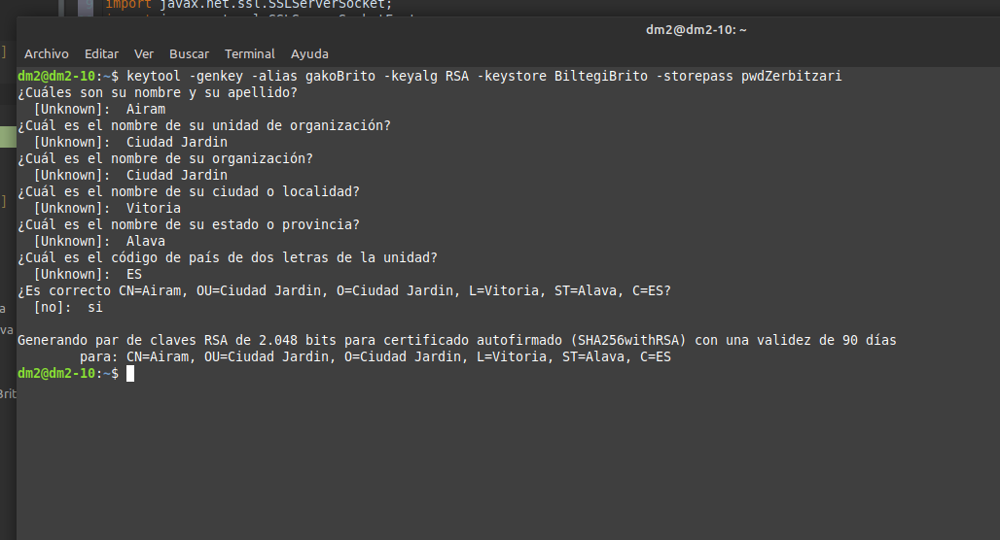 import javax.net.ssl.SSLServerSocket;
dm2@dm2-10: ~
Archivo Editar Ver Buscar Terminal Ayuda
dm2@dm2-10:~$ keytool -genkey -alias gakoBrito -keyalg RSA -keystore BiltegiBrito -storepass pwdZerbitzari
¿Cuáles son su nombre y su apellido?
[Unknown]: Airam
¿Cuál es el nombre de su unidad de organización?
[Unknown]: Ciudad Jardin
¿Cuál es el nombre de su organización?
[Unknown]: Ciudad Jardin
¿Cuál es el nombre de su ciudad o localidad?
[Unknown]: Vitoria
¿Cuál es el nombre de su estado o provincia?
[Unknown]: Alava
¿Cuál es el código de país de dos letras de la unidad?
[Unknown]: ES
¿Es correcto CN=Airam, OU=Ciudad Jardin, O=Ciudad Jardin, L=Vitoria, ST=Alava, C=ES?
[no]: si
Generando par de claves RSA de 2.048 bits para certificado autofirmado (SHA256withRSA) con una validez de 90 días
para: CN=Airam, OU=Ciudad Jardin, O=Ciudad Jardin, L=Vitoria, ST=Alava, C=ES
dm2@dm2-10:~$